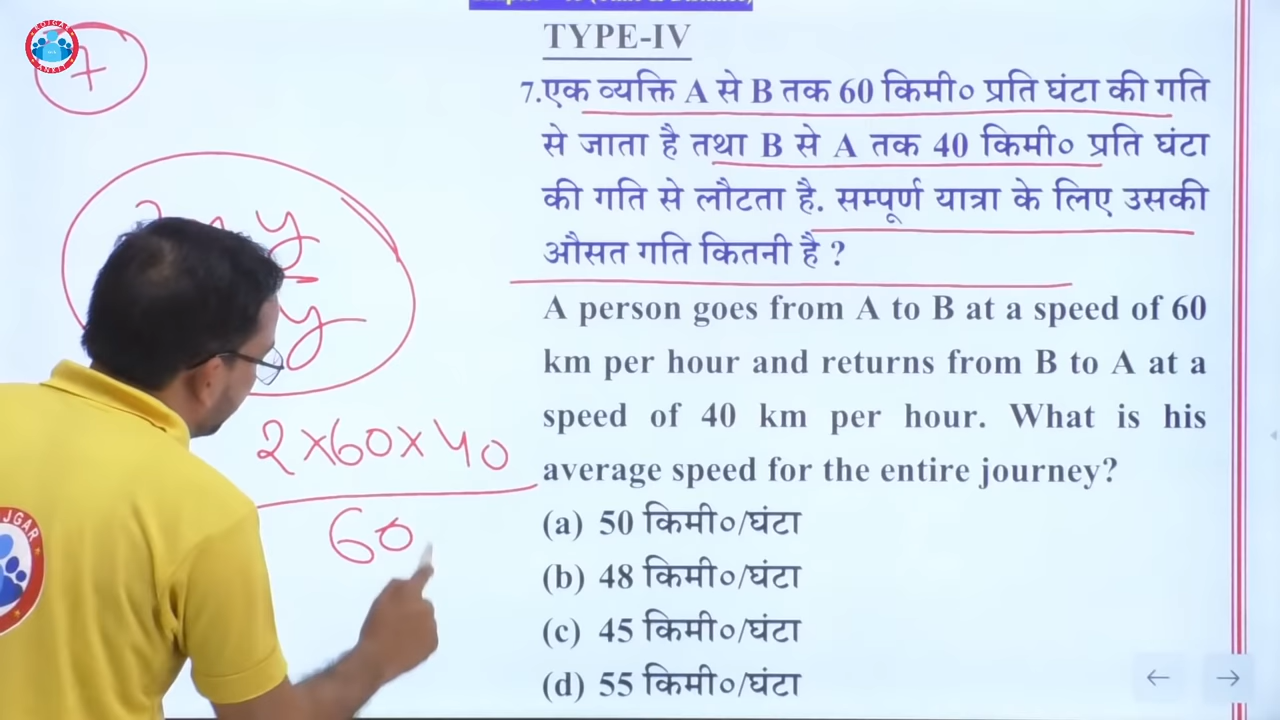 TYPE-IV
7.एक व्यक्ति A से B तक 60 किमी० प्रति घंटा की गति
से जाता है तथा B से A तक 40 किमी० प्रति घंटा
की गति से लौटता है. सम्पूर्ण यात्रा के लिए उसकी
औसत गति कितनी है ?
A person goes from A to B at a speed of 60
km per hour and returns from B to A at a
speed of 40 km per hour. What is his
average speed for the entire journey?
(a) 50 किमी०/घंटा
(b) 48 किमी०/घंटा
(c) 45 किमी०/घंटा
(d) 55 किमी०/घंटा
7
y
y
2×60×40
60
ROJGAR
ANKIT
JGAR